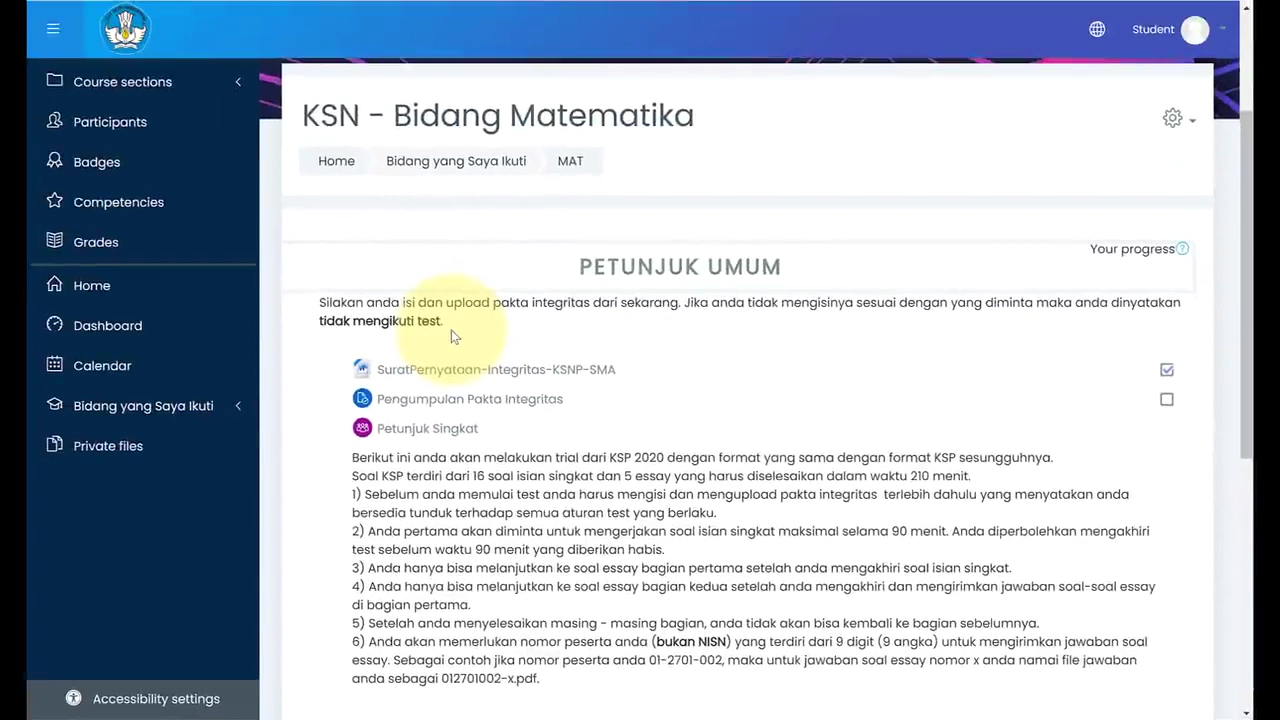 Student
Course sections
Participants
Badges
Competencies
Grades
Home
Dashboard
Calendar
Bidang yang Saya Ikuti
Private files
Accessibility settings
KSN - Bidang Matematika
Home Bidang yang Saya Ikuti MAT
Your progress
PETUNJUK UMUM
Silakan anda isi dan upload pakta integritas dari sekarang. Jika anda tidak mengisinya sesuai dengan yang diminta maka anda dinyatakan
tidak mengikuti test.
SuratPernyataan-Integritas-KSNP-SMA
Pengumpulan Pakta Integritas
Petunjuk Singkat
Berikut ini anda akan melakukan trial dari KSP 2020 dengan format yang sama dengan format KSP sesungguhnya.
Soal KSP terdiri dari 16 soal isian singkat dan 5 essay yang harus diselesaikan dalam waktu 210 menit.
1) Sebelum anda memulai test anda harus mengisi dan mengupload pakta integritas terlebih dahulu yang menyatakan anda
bersedia tunduk terhadap semua aturan test yang berlaku.
2) Anda pertama akan diminta untuk mengerjakan soal isian singkat maksimal selama 90 menit. Anda diperbolehkan mengakhiri
test sebelum waktu 90 menit yang diberikan habis.
3) Anda hanya bisa melanjutkan ke soal essay bagian pertama setelah anda mengakhiri soal isian singkat.
4) Anda hanya bisa melanjutkan ke soal essay bagian kedua setelah anda mengakhiri dan mengirimkan jawaban soal-soal essay
di bagian pertama.
5) Setelah anda menyelesaikan masing - masing bagian, anda tidak akan bisa kembali ke bagian sebelumnya.
6) Anda akan memerlukan nomor peserta anda (bukan NISN) yang terdiri dari 9 digit (9 angka) untuk mengirimkan jawaban soal
essay. Sebagai contoh jika nomor peserta anda 01-2701-002, maka untuk jawaban soal essay nomor x anda namai file jawaban
anda sebagai 012701002-x.pdf.